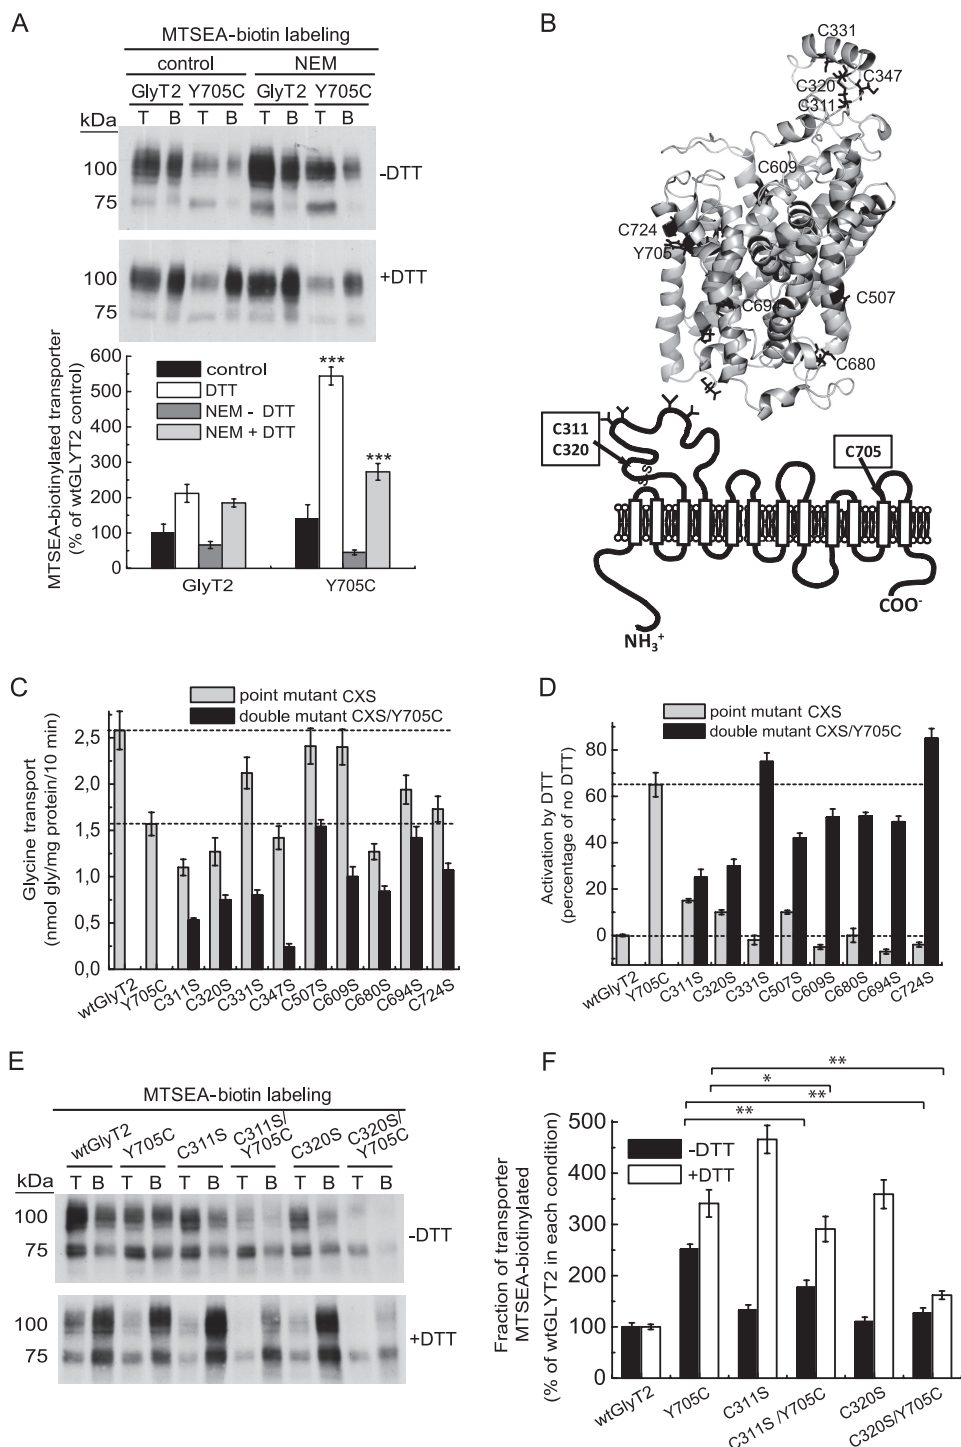 A
MTSEA-biotin labeling
control NEM
GlyT2 Y705C GlyT2 Y705C
kDa T B T B T B T B
100
75
-DTT
100
75
+DTT
MTSEA-biotinylated transporter
(% of wtGLYT2 control)
600
500
400
300
200
100
0
control
DTT
NEM - DTT
NEM + DTT
***
***
GlyT2 Y705C
B
C331
C347
C320
C311
C609
C724
Y705
C507
C694
C680
C311
C320
S-S
C705
NH3+
COO-
C
point mutant CXS
double mutant CXS/Y705C
Glycine transport
(nmol gly/mg protein/10 min)
2,5
2,0
1,5
1,0
0,5
0,0
wtGlyT2 Y705C C311S C320S C331S C347S C507S C609S C680S C694S C724S
D
point mutant CXS
double mutant CXS/Y705C
Activation by DTT
(percentage of no DTT)
80
60
40
20
0
wtGlyT2 Y705C C311S C320S C331S C507S C609S C680S C694S C724S
E
MTSEA-biotin labeling
wtGlyT2 Y705C C311S C311S/Y705C C320S C320S/Y705C
kDa T B T B T B T B T B T B
100
75
-DTT
100
75
+DTT
F
**
*
**
**
-DTT
+DTT
Fraction of transporter
MTSEA-biotinylated
(% of wtGLYT2 in each condition)
500
400
300
200
100
0
wtGlyT2 Y705C C311S C311S /Y705C C320S C320S/Y705C